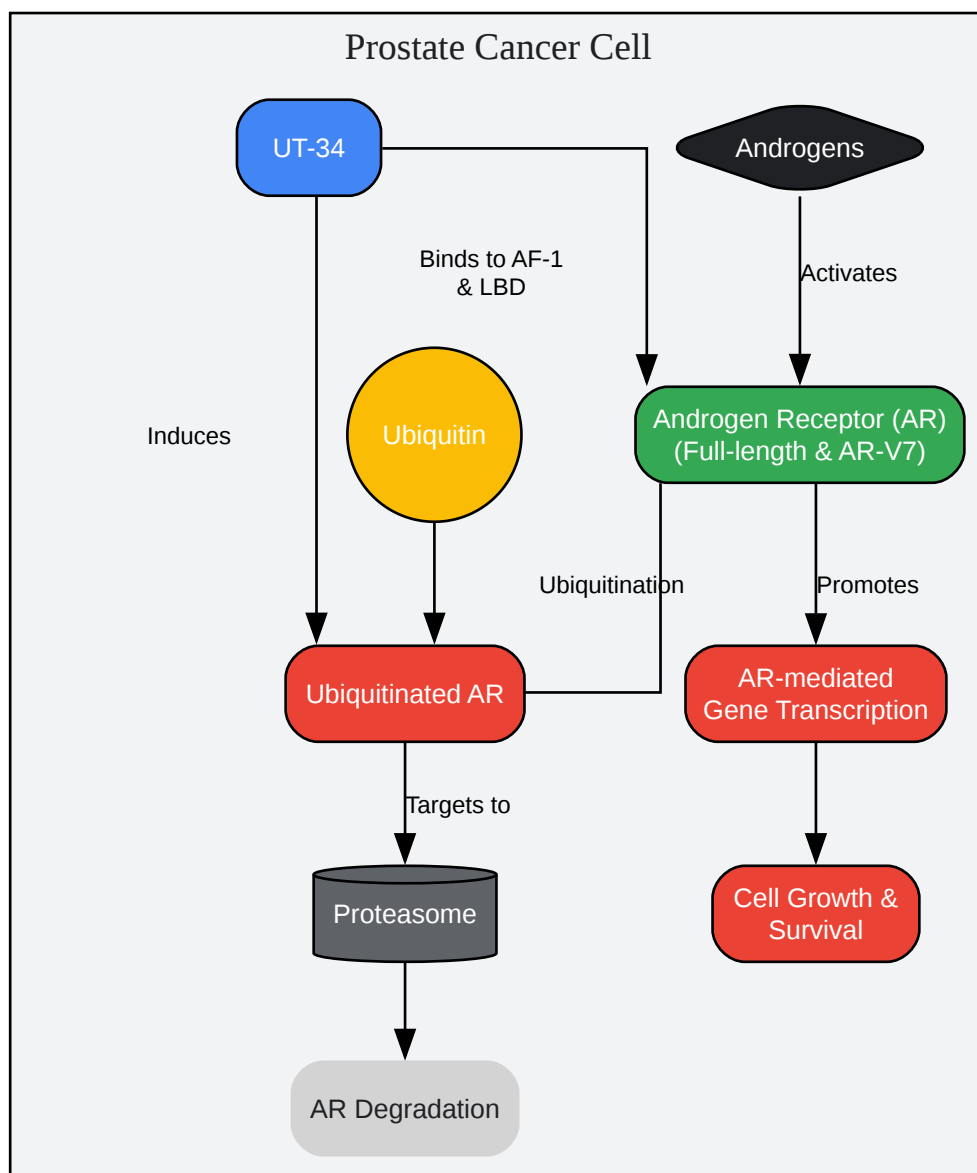 Prostate Cancer Cell
UT-34
Androgens
Binds to AF-1
& LBD
Activates
Induces
Ubiquitin
Androgen Receptor (AR)
(Full-length & AR-V7)
Ubiquitination
Promotes
Ubiquitinated AR
AR-mediated
Gene Transcription
Targets to
Proteasome
Cell Growth &
Survival
AR Degradation